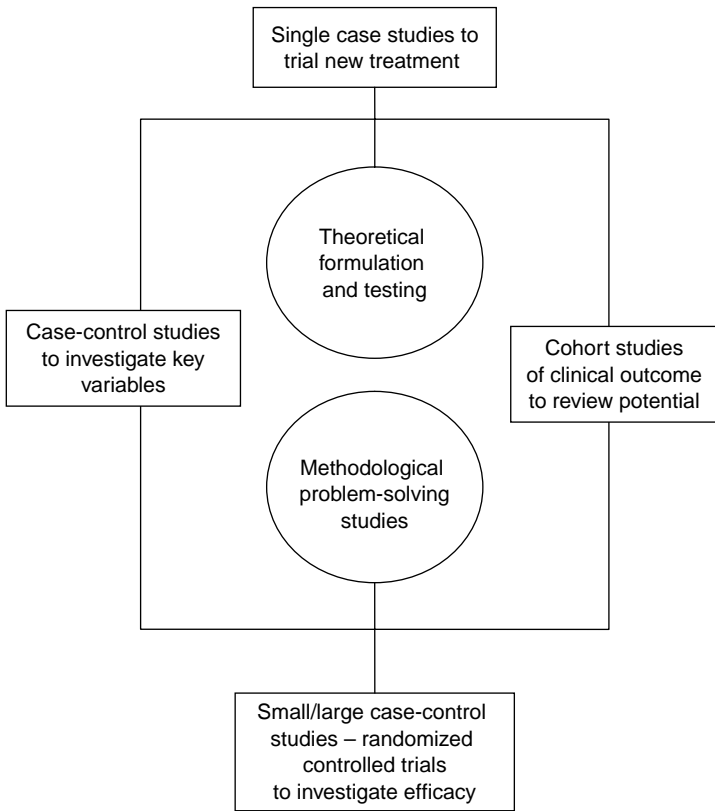 Single case studies to
trial new treatment
Theoretical
formulation
and testing
Case-control studies
to investigate key
variables
Cohort studies
of clinical outcome
to review potential
Methodological
problem-solving
studies
Small/large case-control
studies – randomized
controlled trials
to investigate efficacy